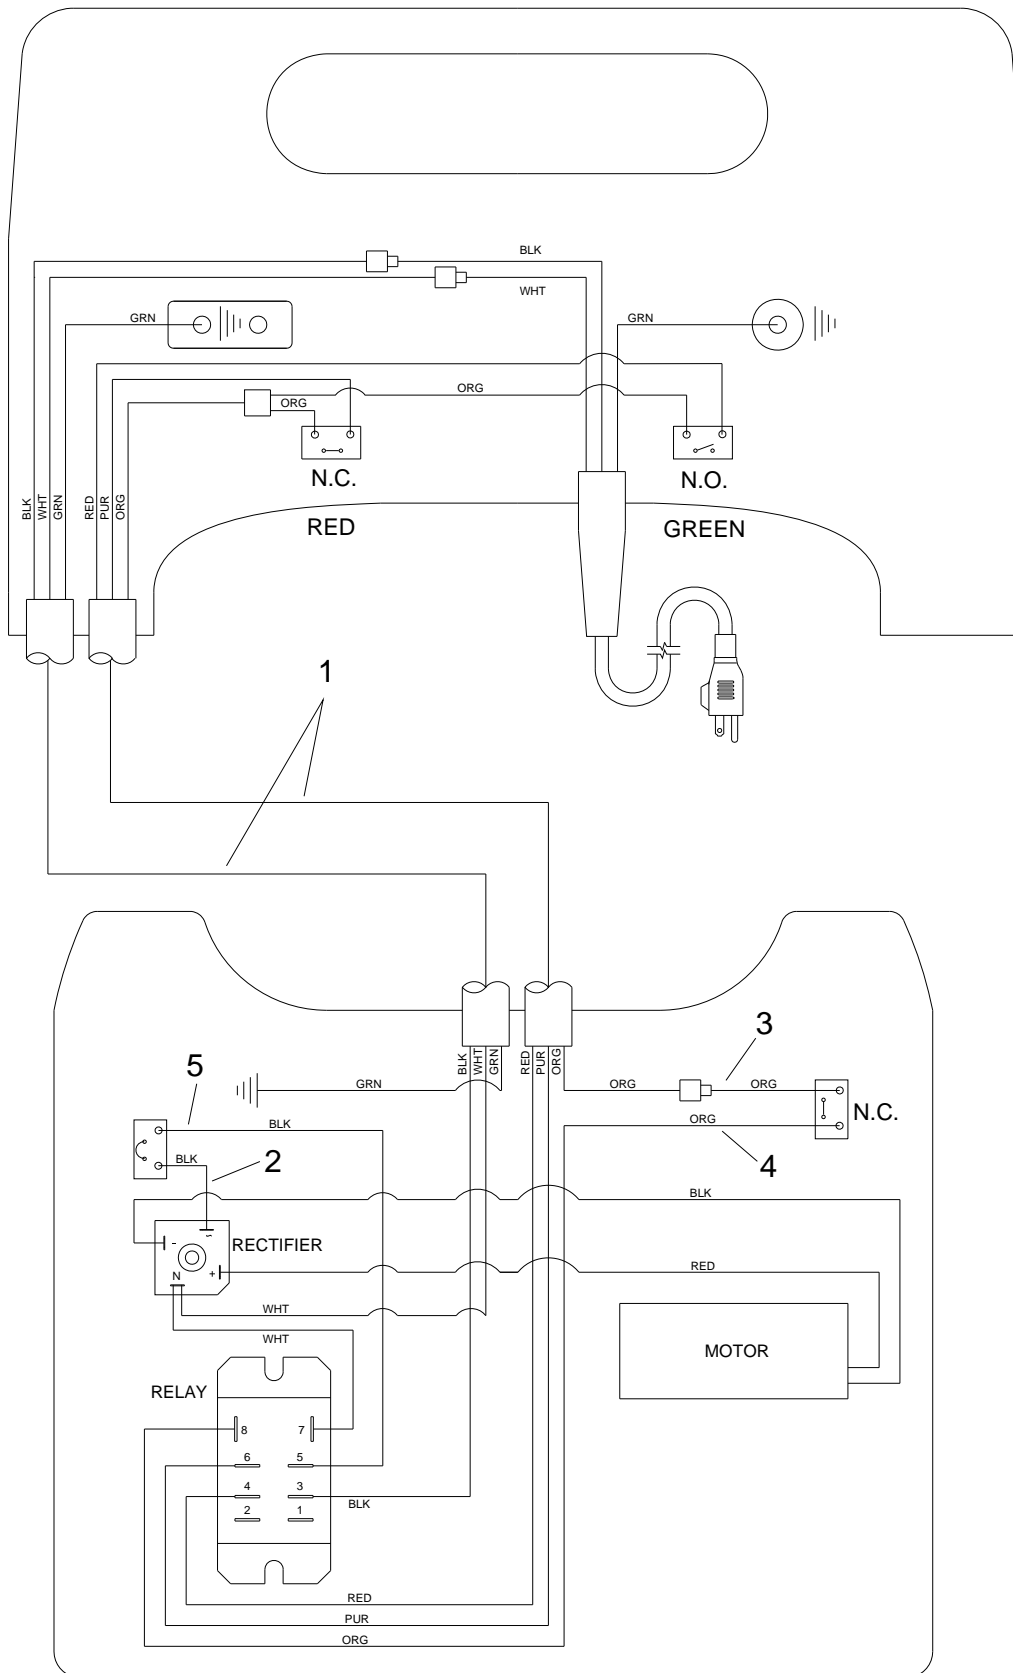 BLK
WHT
GRN
GRN
ORG
ORG
N.C.
N.O.
BLK
WHT
GRN
RED
PUR
ORG
RED
GREEN
1
BLK
WHT
GRN
RED
PUR
ORG
3
5
GRN
ORG
ORG
N.C.
BLK
ORG
BLK
2
4
BLK
~
-
RECTIFIER
+
RED
N
WHT
WHT
MOTOR
RELAY
8
7
6
5
4
3
BLK
2
1
RED
PUR
ORG